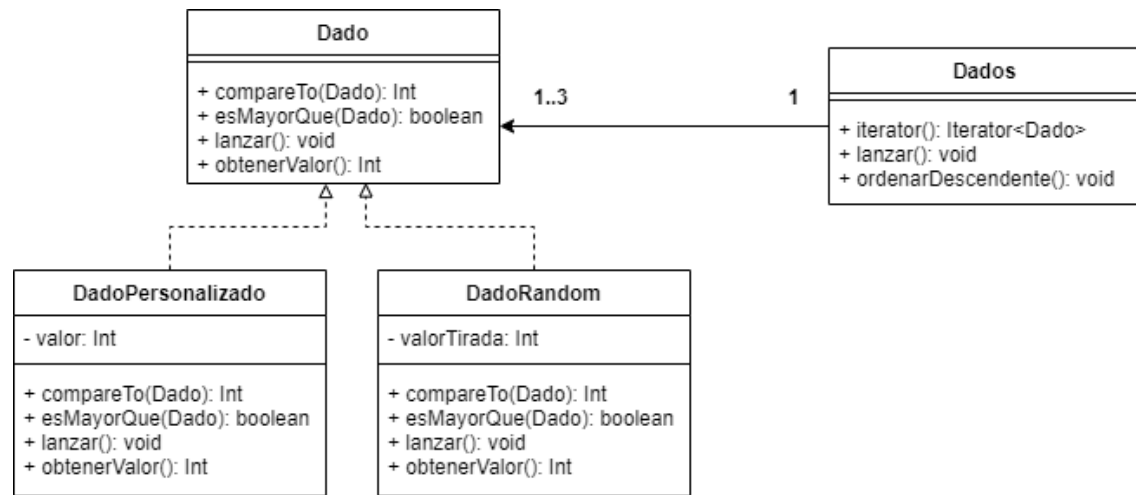 Dado
+ compareTo(Dado): Int
+ esMayorQue(Dado): boolean
+ lanzar(): void
+ obtenerValor(): Int
1..3
1
Dados
+ iterator(): Iterator<Dado>
+ lanzar(): void
+ ordenarDescendente(): void
DadoPersonalizado
- valor: Int
+ compareTo(Dado): Int
+ esMayorQue(Dado): boolean
+ lanzar(): void
+ obtenerValor(): Int
DadoRandom
- valorTirada: Int
+ compareTo(Dado): Int
+ esMayorQue(Dado): boolean
+ lanzar(): void
+ obtenerValor(): Int